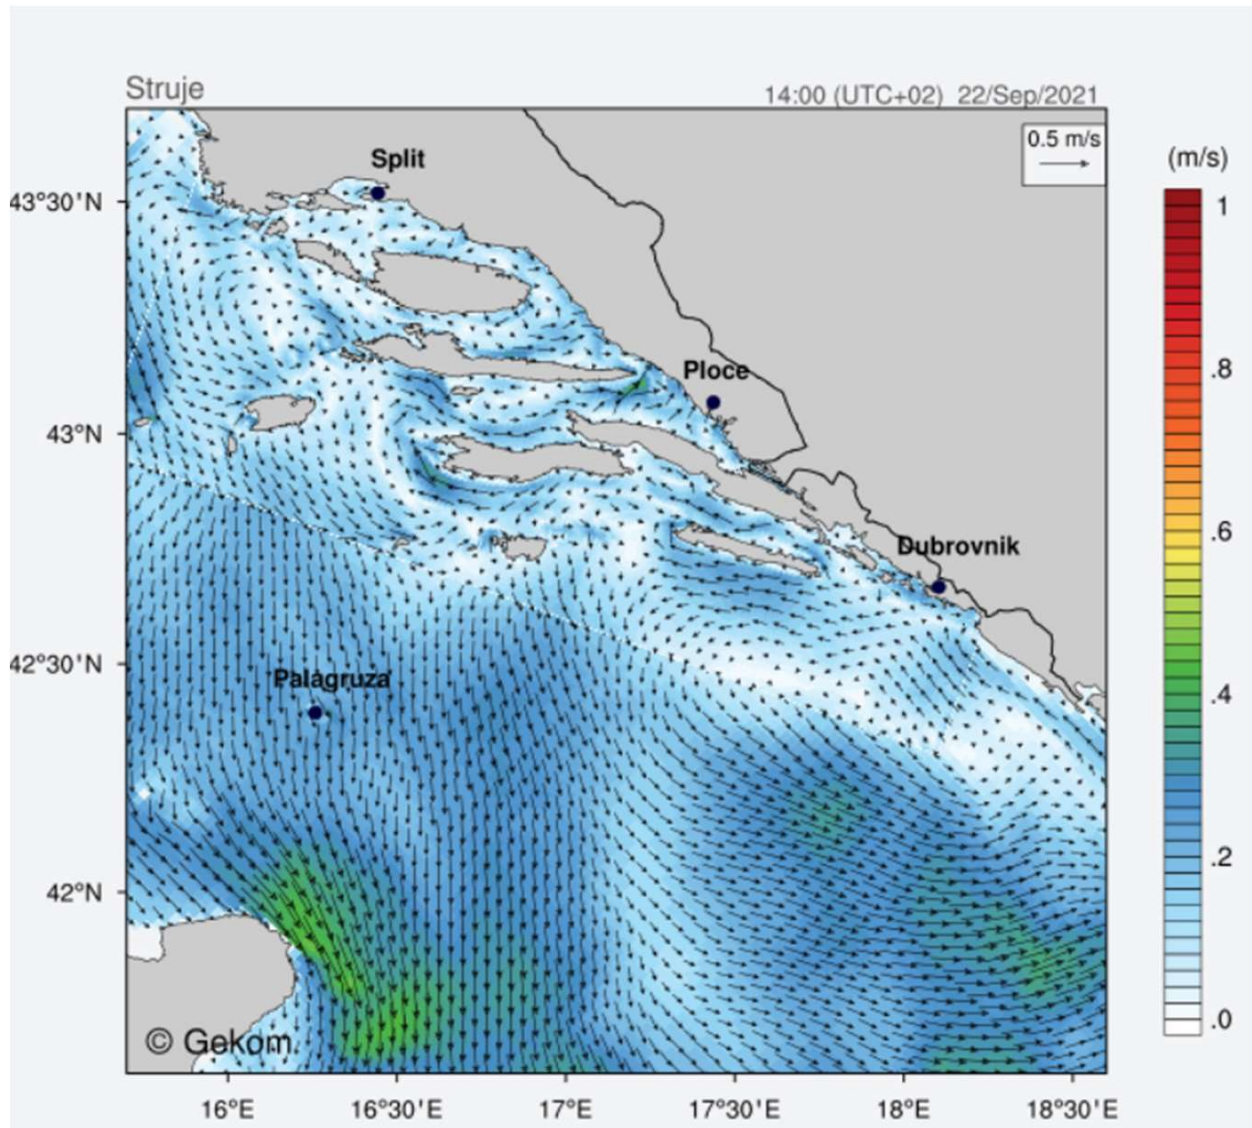 Struje
14:00 (UTC+02) 22/Sep/2021
0.5 m/s
(m/s)
Split
1
43°30'N
.8
Ploce
43°N
.6
Dubrovnik
42°30'N
Palagruza
.4
.2
42°N
© Gekom
.0
16°E
16°30'E
17°E
17°30'E
18°E
18°30'E